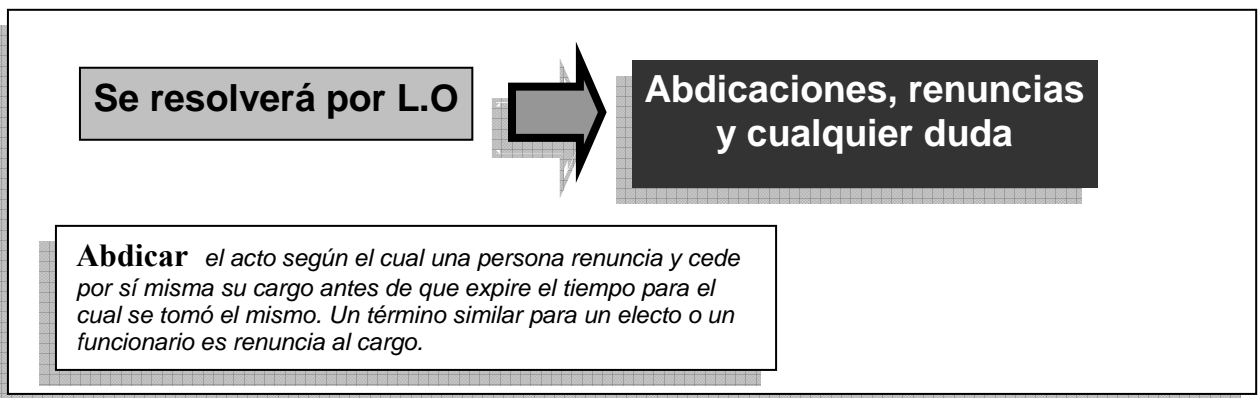 Se resolverá por L.O
Abdicaciones, renuncias
y cualquier duda
Abdicar el acto según el cual una persona renuncia y cede
por sí misma su cargo antes de que expire el tiempo para el
cual se tomó el mismo. Un término similar para un electo o un
funcionario es renuncia al cargo.